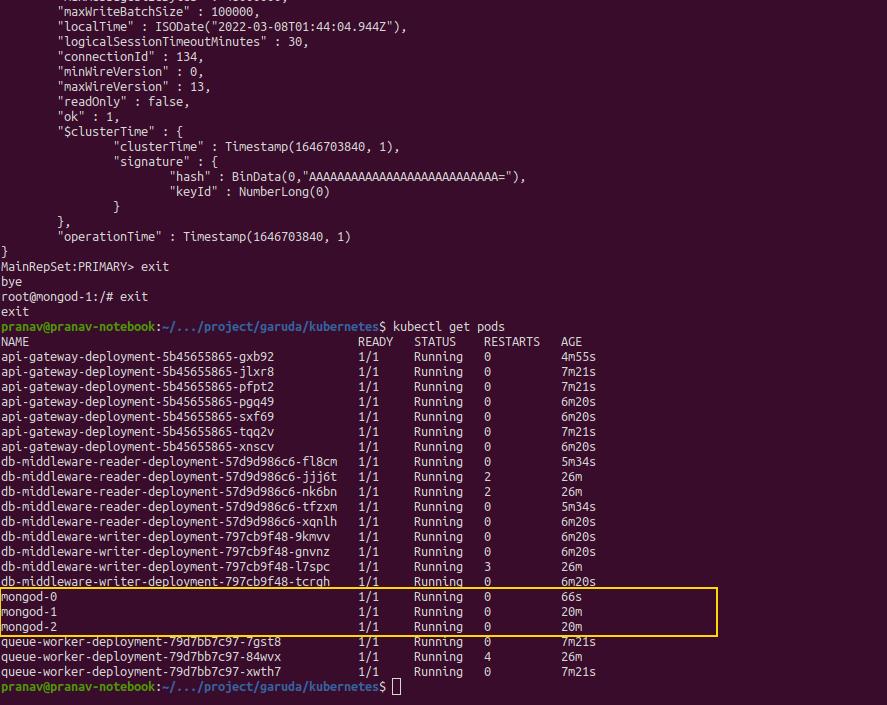 "maxWriteBatchSize" : 100000,
"localTime" : ISODate("2022-03-08T01:44:04.944Z"),
"logicalSessionTimeoutMinutes" : 30,
"connectionId" : 134,
"minWireVersion" : 0,
"maxWireVersion" : 13,
"readOnly" : false,
"ok" : 1,
"$clusterTime" : {
"clusterTime" : Timestamp(1646703840, 1),
"signature" : {
"hash" : BinData(0,"AAAAAAAAAAAAAAAAAAAAAAAAAAA="),
"keyId" : NumberLong(0)
}
},
"operationTime" : Timestamp(1646703840, 1)
}
MainRepSet:PRIMARY> exit
bye
root@mongod-1:/# exit
exit
pranav@pranav-notebook:~/.../project/garuda/kubernetes$ kubectl get pods
NAME READY STATUS RESTARTS AGE
api-gateway-deployment-5b45655865-gxb92 1/1 Running 0 4m55s
api-gateway-deployment-5b45655865-jlxr8 1/1 Running 0 7m21s
api-gateway-deployment-5b45655865-pfpt2 1/1 Running 0 7m21s
api-gateway-deployment-5b45655865-pgq49 1/1 Running 0 6m20s
api-gateway-deployment-5b45655865-sxf69 1/1 Running 0 6m20s
api-gateway-deployment-5b45655865-tqq2v 1/1 Running 0 7m21s
api-gateway-deployment-5b45655865-xnscv 1/1 Running 0 6m20s
db-middleware-reader-deployment-57d9d986c6-fl8cm 1/1 Running 0 5m34s
db-middleware-reader-deployment-57d9d986c6-jjj6t 1/1 Running 2 26m
db-middleware-reader-deployment-57d9d986c6-nk6bn 1/1 Running 2 26m
db-middleware-reader-deployment-57d9d986c6-tfzxm 1/1 Running 0 5m34s
db-middleware-reader-deployment-57d9d986c6-xqnlh 1/1 Running 0 6m20s
db-middleware-writer-deployment-797cb9f48-9kmvv 1/1 Running 0 6m20s
db-middleware-writer-deployment-797cb9f48-gnvnz 1/1 Running 0 6m20s
db-middleware-writer-deployment-797cb9f48-l7spc 1/1 Running 3 26m
db-middleware-writer-deployment-797cb9f48-tcrqh 1/1 Running 0 6m20s
mongod-0 1/1 Running 0 66s
mongod-1 1/1 Running 0 20m
mongod-2 1/1 Running 0 20m
queue-worker-deployment-79d7bb7c97-7gst8 1/1 Running 0 7m21s
queue-worker-deployment-79d7bb7c97-84wvx 1/1 Running 4 26m
queue-worker-deployment-79d7bb7c97-xwth7 1/1 Running 0 7m21s
pranav@pranav-notebook:~/.../project/garuda/kubernetes$